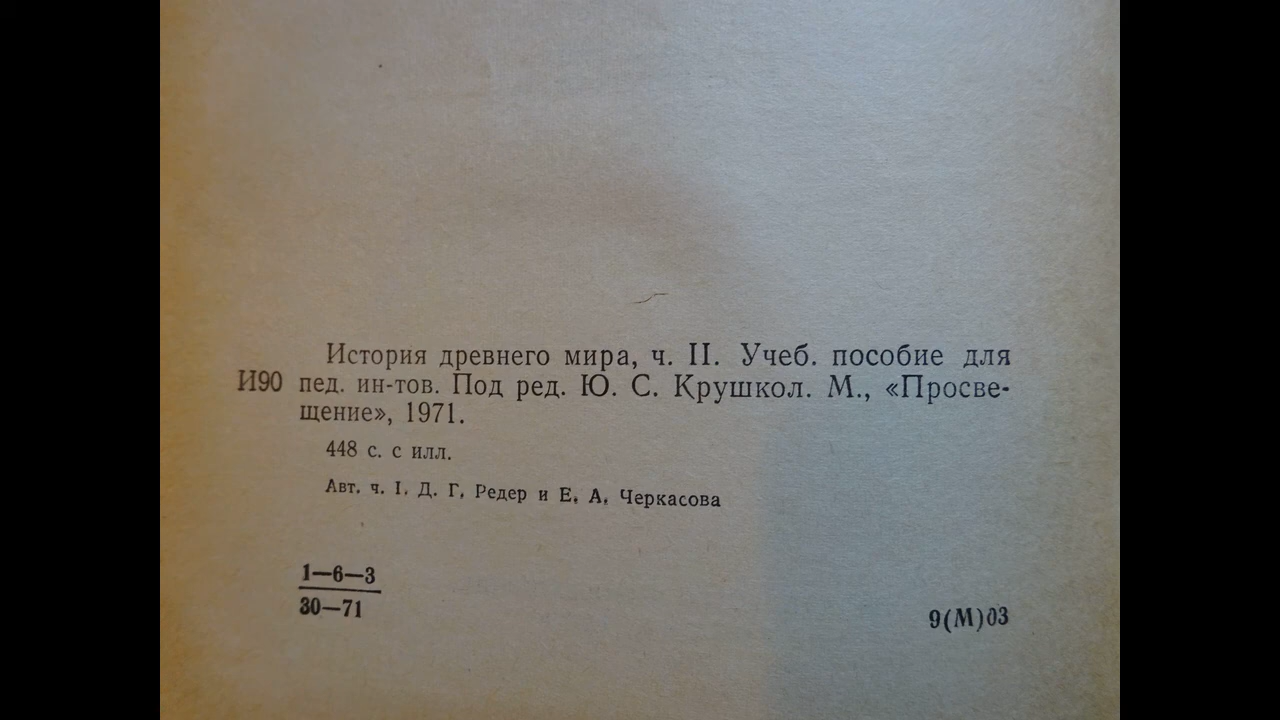 История древнего мира, ч. II. Учеб. пособие для
И90 пед. ин-тов. Под ред. Ю. С. Крушкол. М., «Просве-
щение», 1971.
448 с. с илл.
Авт. ч. I. Д. Г. Редер и Е. А. Черкасова
1—6—3
30—71
9(М)03